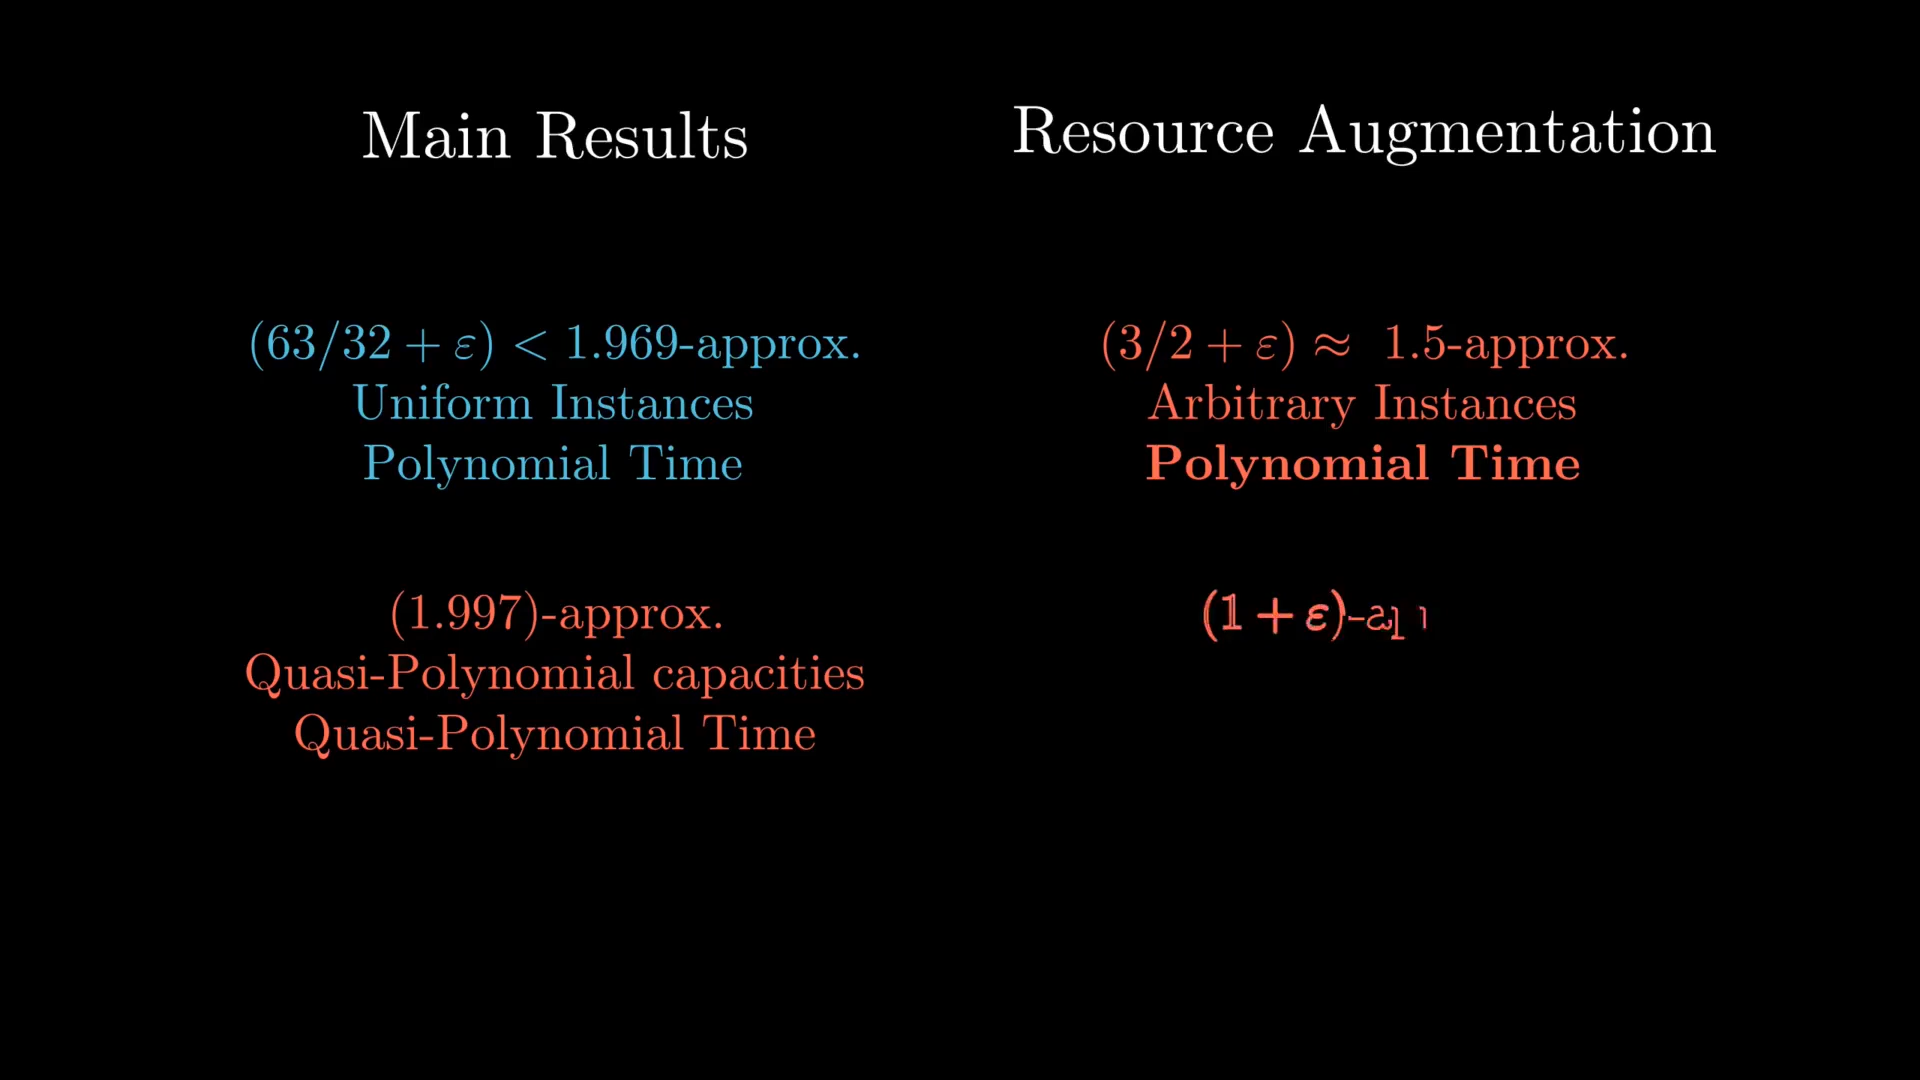 Main Results
(63/32 + ε) < 1.969-approx.
Uniform Instances
Polynomial Time
(1.997)-approx.
Quasi-Polynomial capacities
Quasi-Polynomial Time
Resource Augmentation
(3/2 + ε) ≈ 1.5-approx.
Arbitrary Instances
Polynomial Time
(1 + ε)-